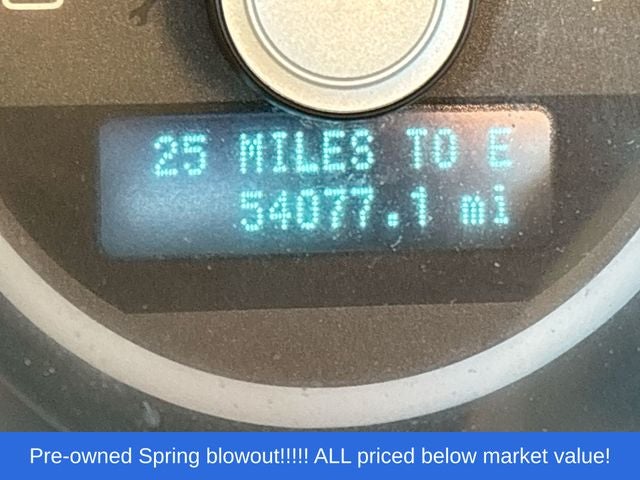 25 MILES TO E
54077.1 mi
Pre-owned Spring blowout!!!!! ALL priced below market value!